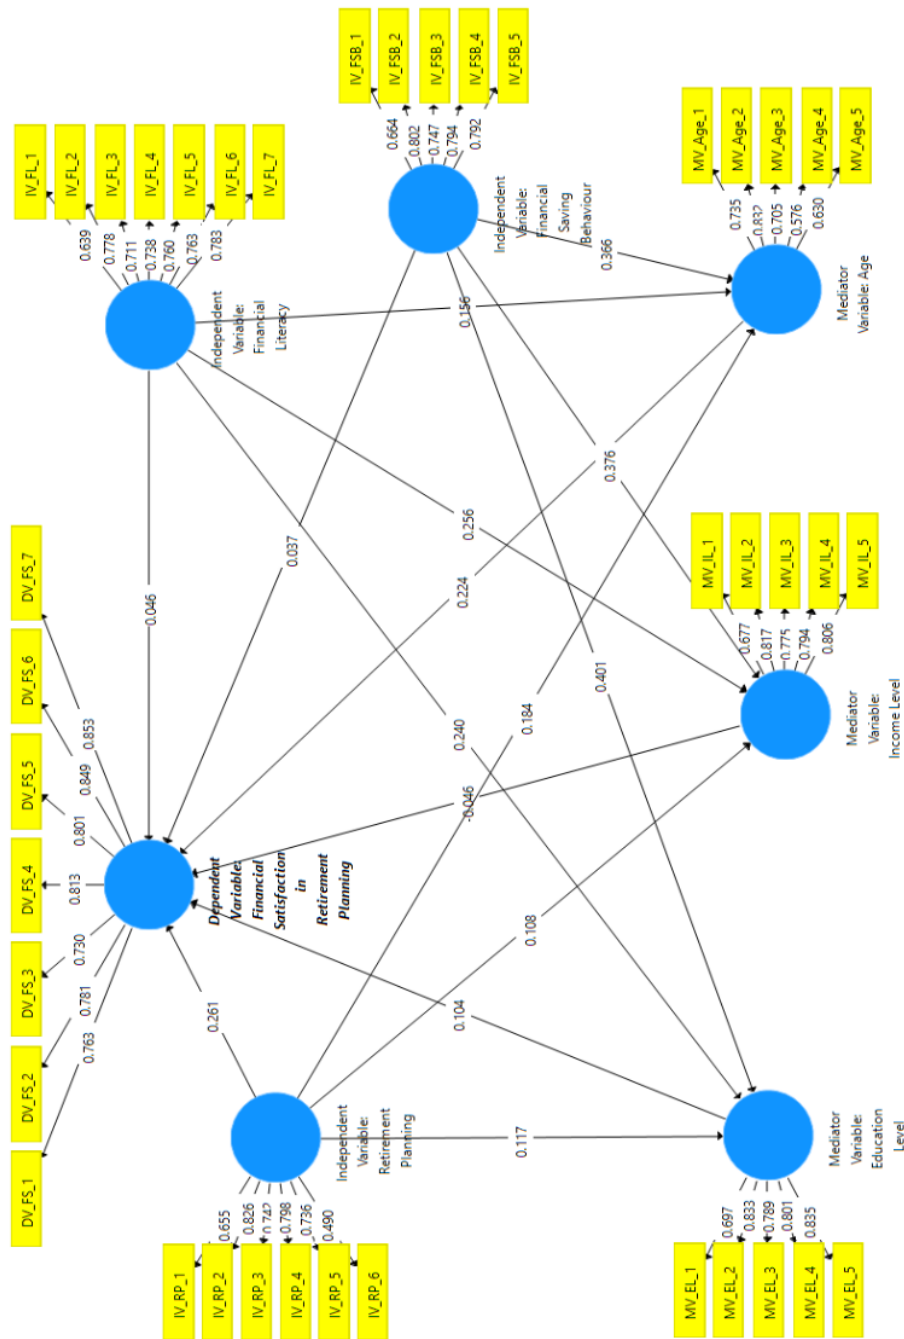 IV_FSB_1
IV_FSB_2
IV_FSB_3
IV_FSB_4
IV_FSB_5
0.664
0.802
0.747
0.794
0.792
Independent
Variable:
Financial
Saving
Behaviour
IV_FL_1
IV_FL_2
IV_FL_3
IV_FL_4
IV_FL_5
IV_FL_6
IV_FL_7
0.639
0.778
0.711
0.738
0.760
0.763
0.783
Independent
Variable:
Financial
Literacy
MV_Age_1
MV_Age_2
MV_Age_3
MV_Age_4
MV_Age_5
0.735
0.832
0.705
0.576
0.630
Mediator
Variable: Age
0.366
0.156
0.376
0.256
0.037
0.046
0.224
0.184
0.401
0.240
-0.046
0.108
0.104
0.261
0.117
DV_FS_7
DV_FS_6
DV_FS_5
DV_FS_4
DV_FS_3
DV_FS_2
DV_FS_1
0.853
0.849
0.801
0.813
0.730
0.781
0.763
Dependent
Variable:
Financial
Satisfaction
in
Retirement
Planning
MV_IL_1
MV_IL_2
MV_IL_3
MV_IL_4
MV_IL_5
0.677
0.817
0.775
0.794
0.806
Mediator
Variable:
Income Level
IV_RP_1
IV_RP_2
IV_RP_3
IV_RP_4
IV_RP_5
IV_RP_6
0.655
0.826
0.742
0.798
0.736
0.490
Independent
Variable:
Retirement
Planning
MV_EL_1
MV_EL_2
MV_EL_3
MV_EL_4
MV_EL_5
0.697
0.833
0.789
0.801
0.835
Mediator
Variable:
Education
Level